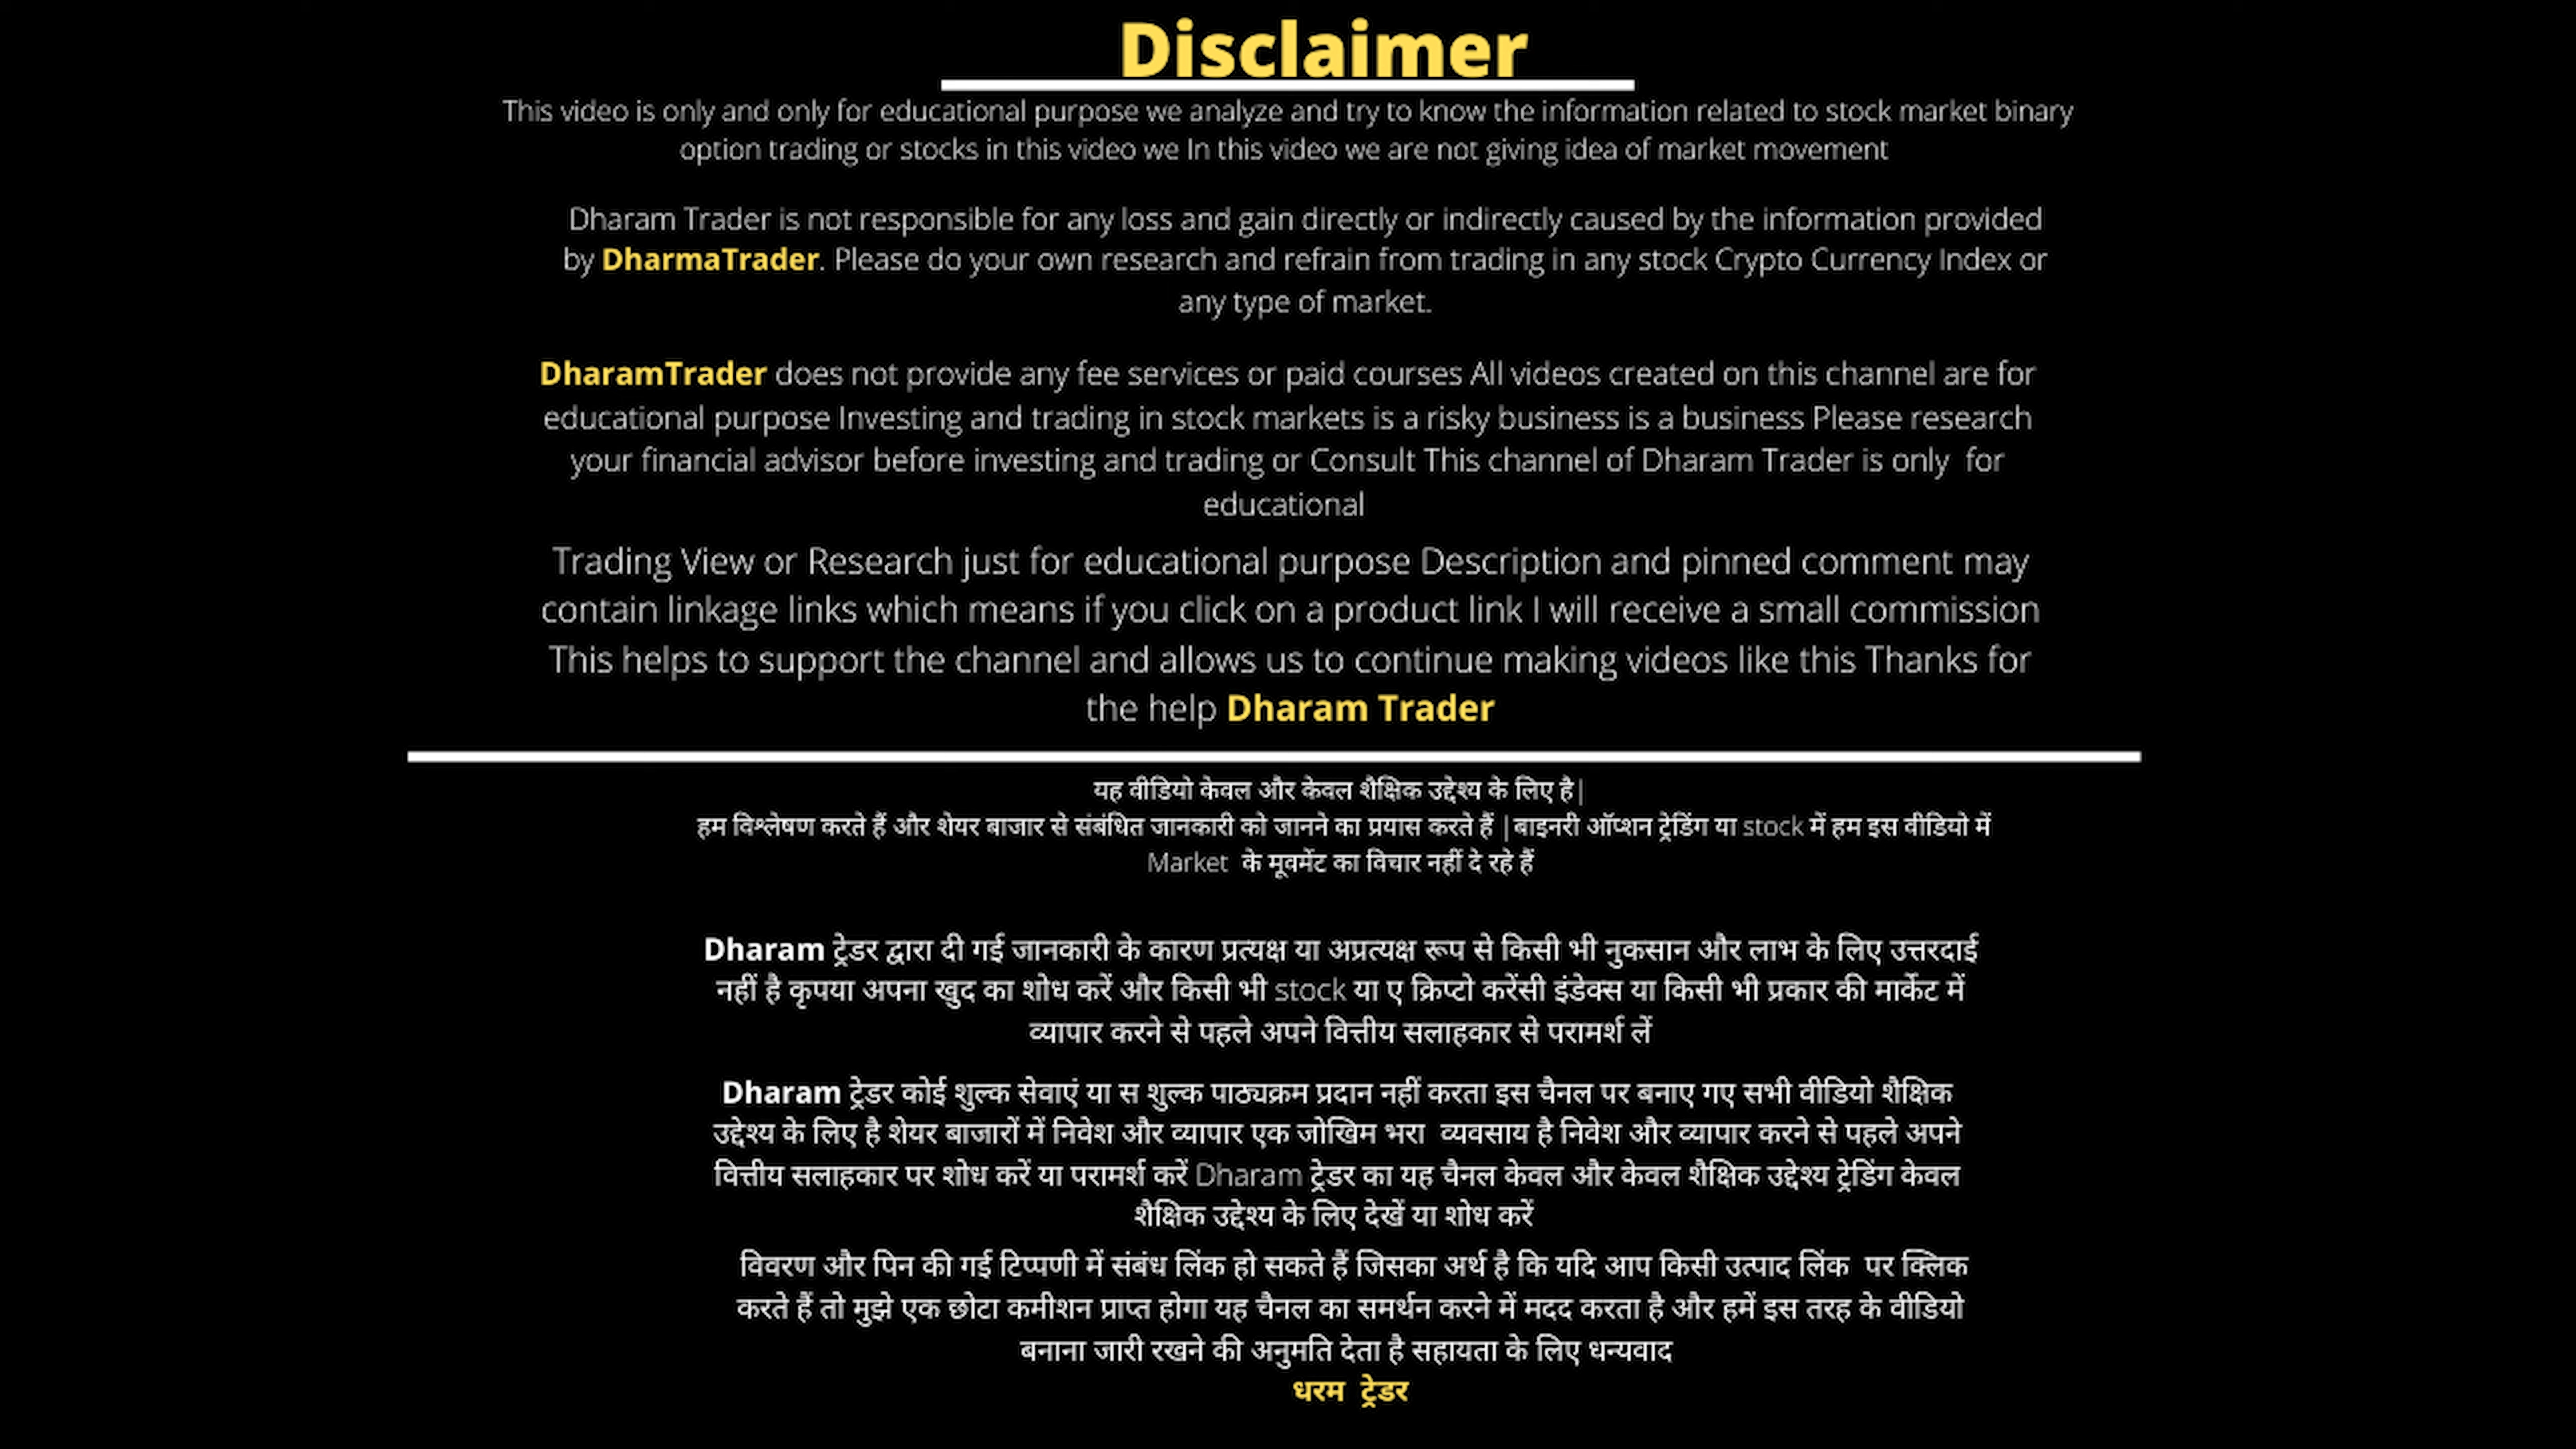 Disclaimer
This video is only and only for educational purpose we analyze and try to know the information related to stock market binary
option trading or stocks in this video we In this video we are not giving idea of market movement
Dharam Trader is not responsible for any loss and gain directly or indirectly caused by the information provided
by DharmaTrader. Please do your own research and refrain from trading in any stock Crypto Currency Index or
any type of market.
DharamTrader does not provide any fee services or paid courses All videos created on this channel are for
educational purpose Investing and trading in stock markets is a risky business is a business Please research
your financial advisor before investing and trading or Consult This channel of Dharam Trader is only for
educational
Trading View or Research just for educational purpose Description and pinned comment may
contain linkage links which means if you click on a product link I will receive a small commission
This helps to support the channel and allows us to continue making videos like this Thanks for
the help Dharam Trader
यह वीडियो केवल और केवल शैक्षिक उद्देश्य के लिए है|
हम विश्लेषण करते हैं और शेयर बाजार से संबंधित जानकारी को जानने का प्रयास करते हैं |बाइनरी ऑप्शन ट्रेडिंग या stock में हम इस वीडियो में
Market के मूवमेंट का विचार नहीं दे रहे हैं
Dharam ट्रेडर द्वारा दी गई जानकारी के कारण प्रत्यक्ष या अप्रत्यक्ष रूप से किसी भी नुकसान और लाभ के लिए उत्तरदाई
नहीं है कृपया अपना खुद का शोध करें और किसी भी stock या ए क्रिप्टो करेंसी इंडेक्स या किसी भी प्रकार की मार्केट में
व्यापार करने से पहले अपने वित्तीय सलाहकार से परामर्श लें
Dharam ट्रेडर कोई शुल्क सेवाएं या स शुल्क पाठ्यक्रम प्रदान नहीं करता इस चैनल पर बनाए गए सभी वीडियो शैक्षिक
उद्देश्य के लिए है शेयर बाजारों में निवेश और व्यापार एक जोखिम भरा व्यवसाय है निवेश और व्यापार करने से पहले अपने
वित्तीय सलाहकार पर शोध करें या परामर्श करें Dharam ट्रेडर का यह चैनल केवल और केवल शैक्षिक उद्देश्य ट्रेडिंग केवल
शैक्षिक उद्देश्य के लिए देखें या शोध करें
विवरण और पिन की गई टिप्पणी में संबंध लिंक हो सकते हैं जिसका अर्थ है कि यदि आप किसी उत्पाद लिंक पर क्लिक
करते हैं तो मुझे एक छोटा कमीशन प्राप्त होगा यह चैनल का समर्थन करने में मदद करता है और हमें इस तरह के वीडियो
बनाना जारी रखने की अनुमति देता है सहायता के लिए धन्यवाद
धरम ट्रेडर